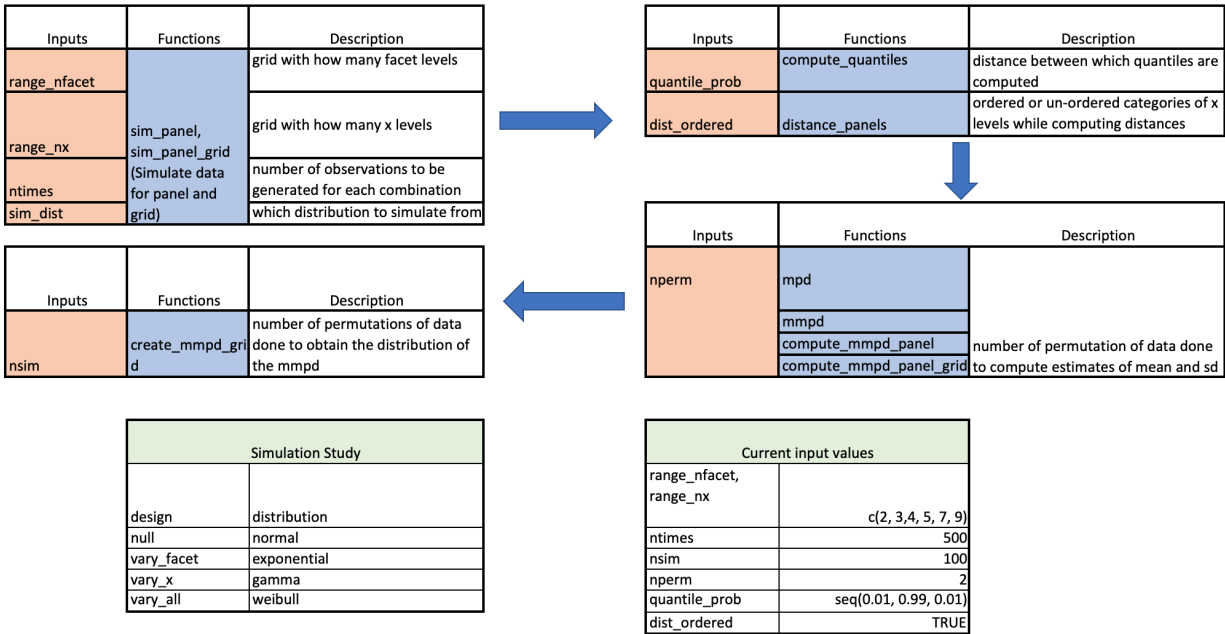 Inputs Functions Description
range_nfacet
grid with how many facet levels
range_nx
grid with how many x levels
sim_panel,
sim_panel_grid
(Simulate data
for panel and
grid)
ntimes
number of observations to be
generated for each combination
sim_dist
which distribution to simulate from
Inputs Functions Description
quantile_prob
compute_quantiles
distance between which quantiles are
computed
dist_ordered
distance_panels
ordered or un-ordered categories of x
levels while computing distances
Inputs Functions Description
nperm
mpd
mmpd
compute_mmpd_panel
compute_mmpd_panel_grid
number of permutation of data done
to compute estimates of mean and sd
Inputs Functions Description
nsim
create_mmpd_gri
d
number of permutations of data
done to obtain the distribution of
the mmpd
Simulation Study
design distribution
null normal
vary_facet exponential
vary_x gamma
vary_all weibull
Current input values
range_nfacet,
range_nx
c(2, 3,4, 5, 7, 9)
ntimes 500
nsim 100
nperm 2
quantile_prob seq(0.01, 0.99, 0.01)
dist_ordered TRUE